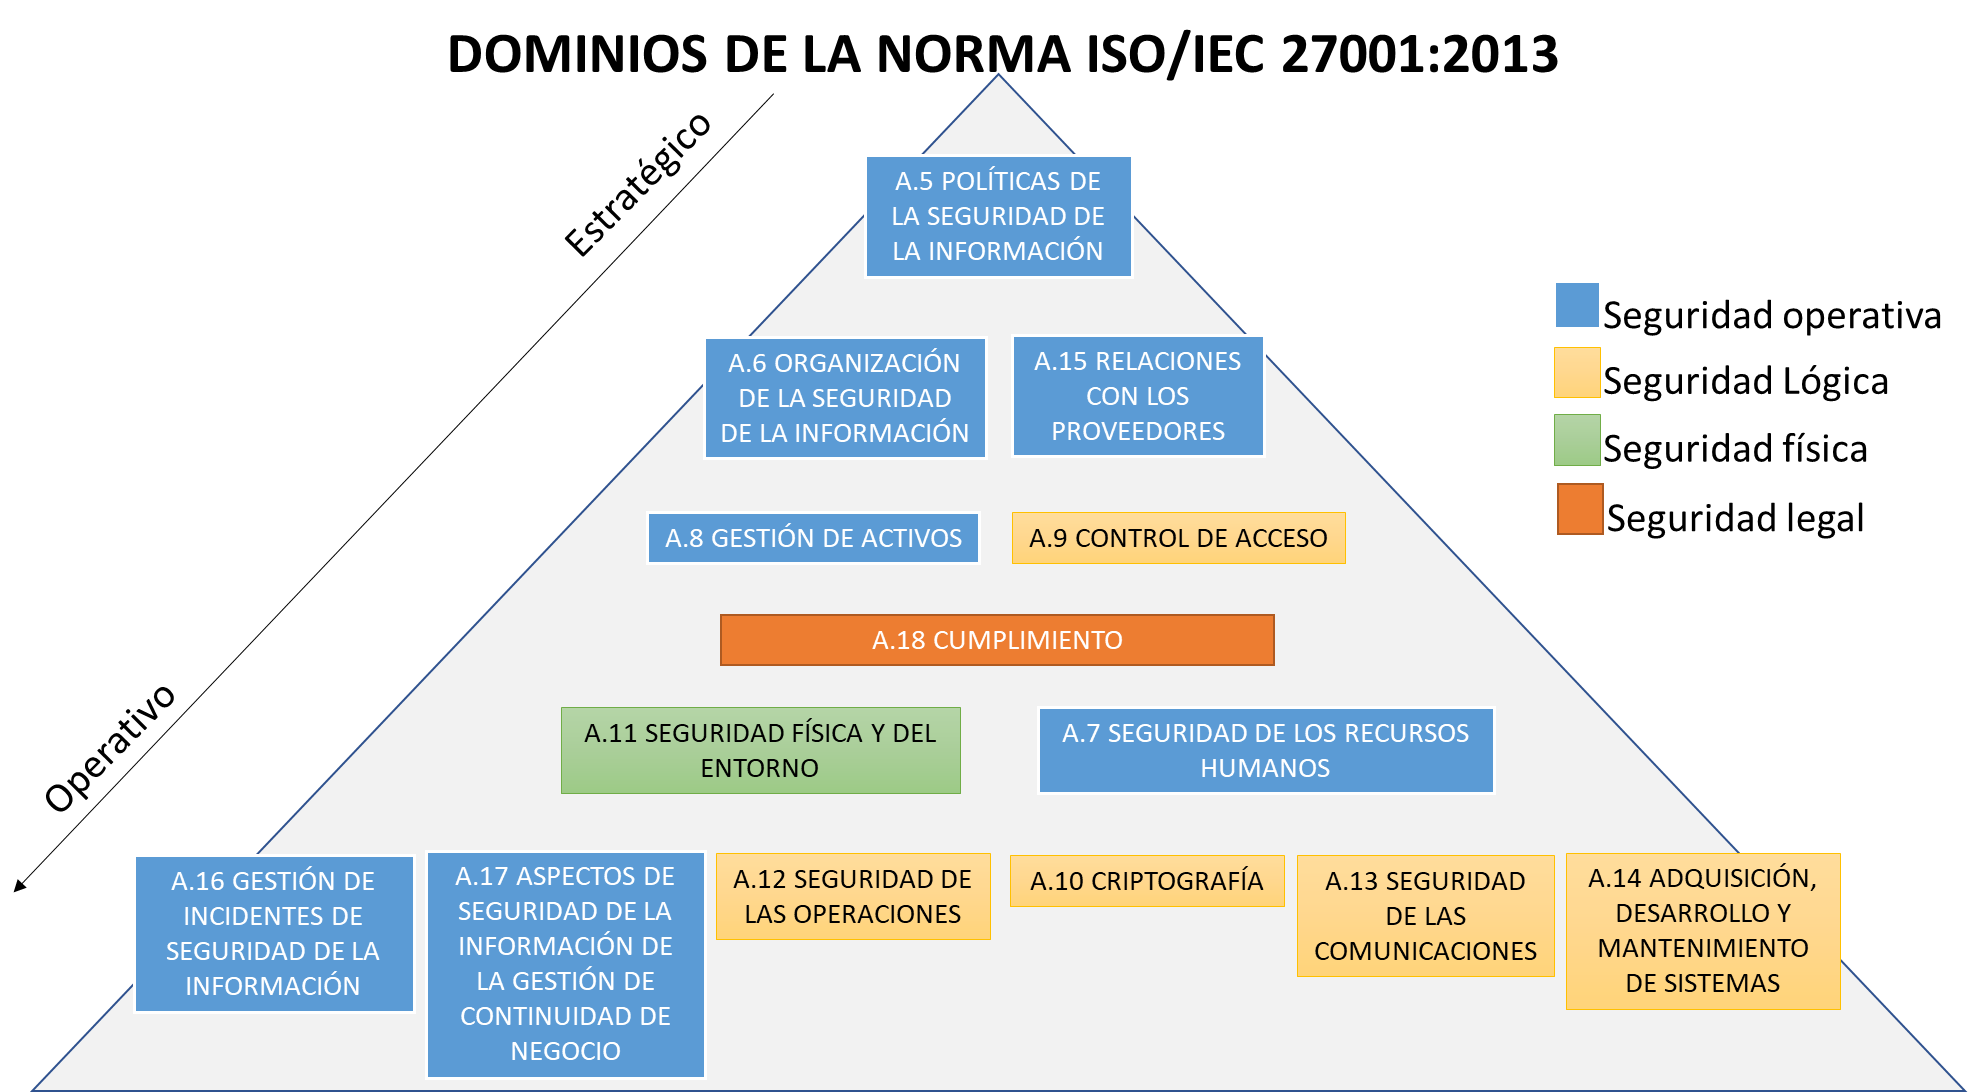 DOMINIOS DE LA NORMA ISO/IEC 27001:2013
Estratégico
Operativo
A.5 POLÍTICAS DE
LA SEGURIDAD DE
LA INFORMACIÓN
A.6 ORGANIZACIÓN
DE LA SEGURIDAD
DE LA INFORMACIÓN
A.15 RELACIONES
CON LOS
PROVEEDORES
A.8 GESTIÓN DE ACTIVOS
A.9 CONTROL DE ACCESO
A.18 CUMPLIMIENTO
A.11 SEGURIDAD FÍSICA Y DEL
ENTORNO
A.7 SEGURIDAD DE LOS RECURSOS
HUMANOS
A.16 GESTIÓN DE
INCIDENTES DE
SEGURIDAD DE LA
INFORMACIÓN
A.17 ASPECTOS DE
SEGURIDAD DE LA
INFORMACIÓN DE
LA GESTIÓN DE
CONTINUIDAD DE
NEGOCIO
A.12 SEGURIDAD DE
LAS OPERACIONES
A.10 CRIPTOGRAFÍA
A.13 SEGURIDAD
DE LAS
COMUNICACIONES
A.14 ADQUISICIÓN,
DESARROLLO Y
MANTENIMIENTO
DE SISTEMAS
Seguridad operativa
Seguridad Lógica
Seguridad física
Seguridad legal